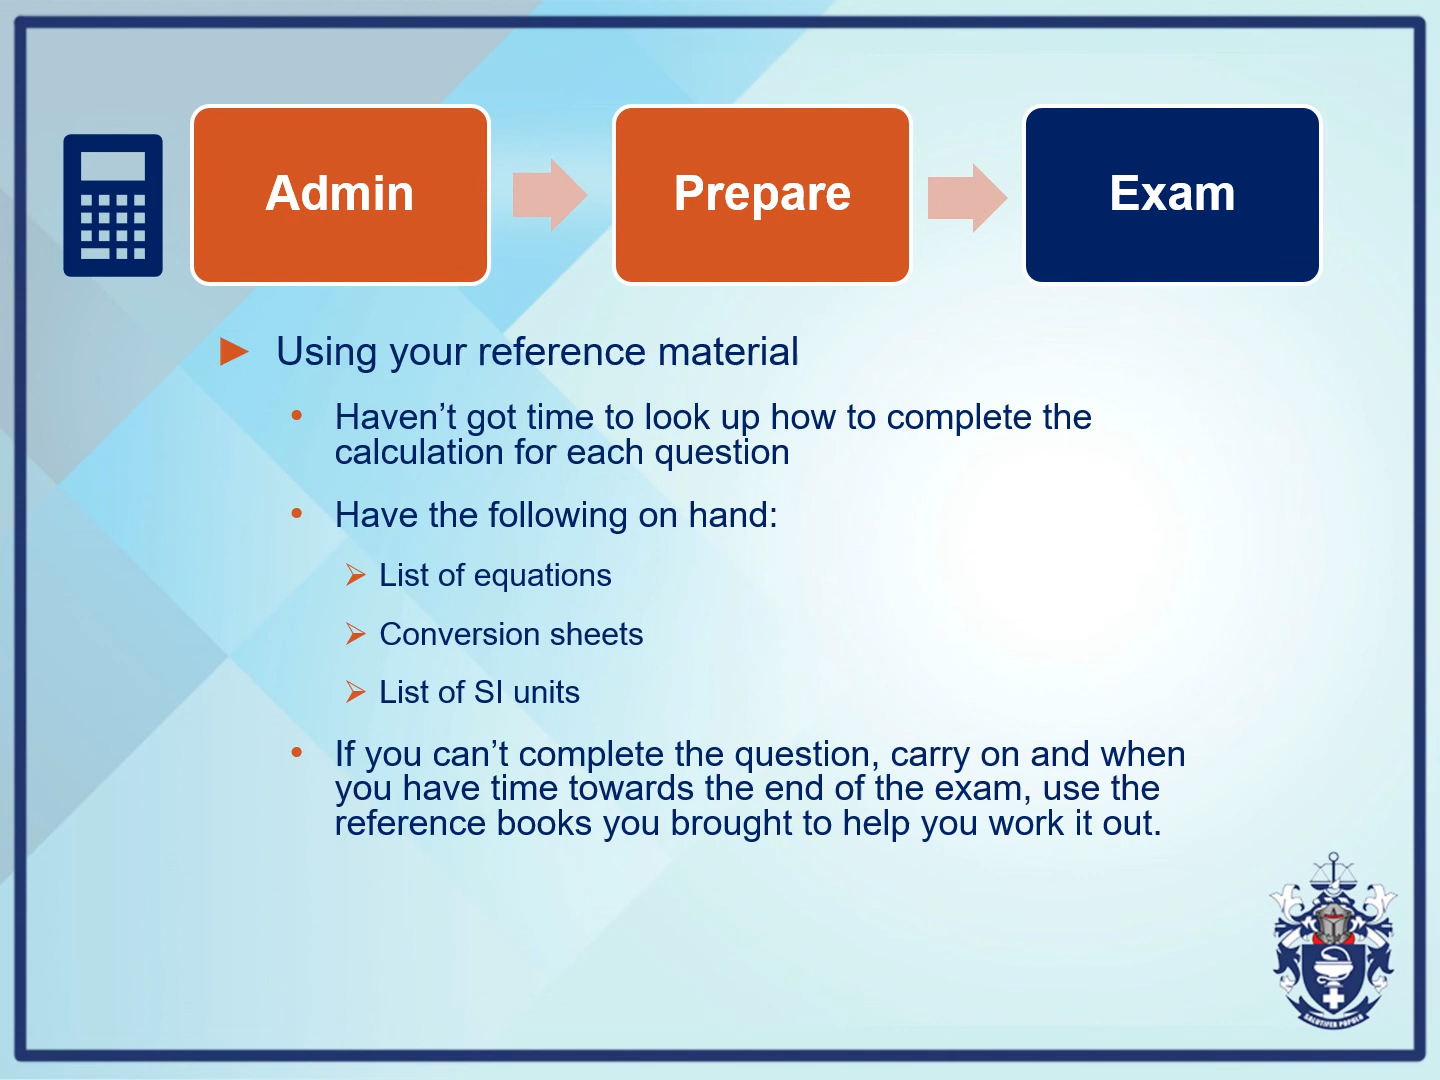 Admin
Prepare
Exam
Using your reference material
Haven’t got time to look up how to complete the
calculation for each question
Have the following on hand:
List of equations
Conversion sheets
List of SI units
If you can’t complete the question, carry on and when
you have time towards the end of the exam, use the
reference books you brought to help you work it out.
SALUTIFER POPULO